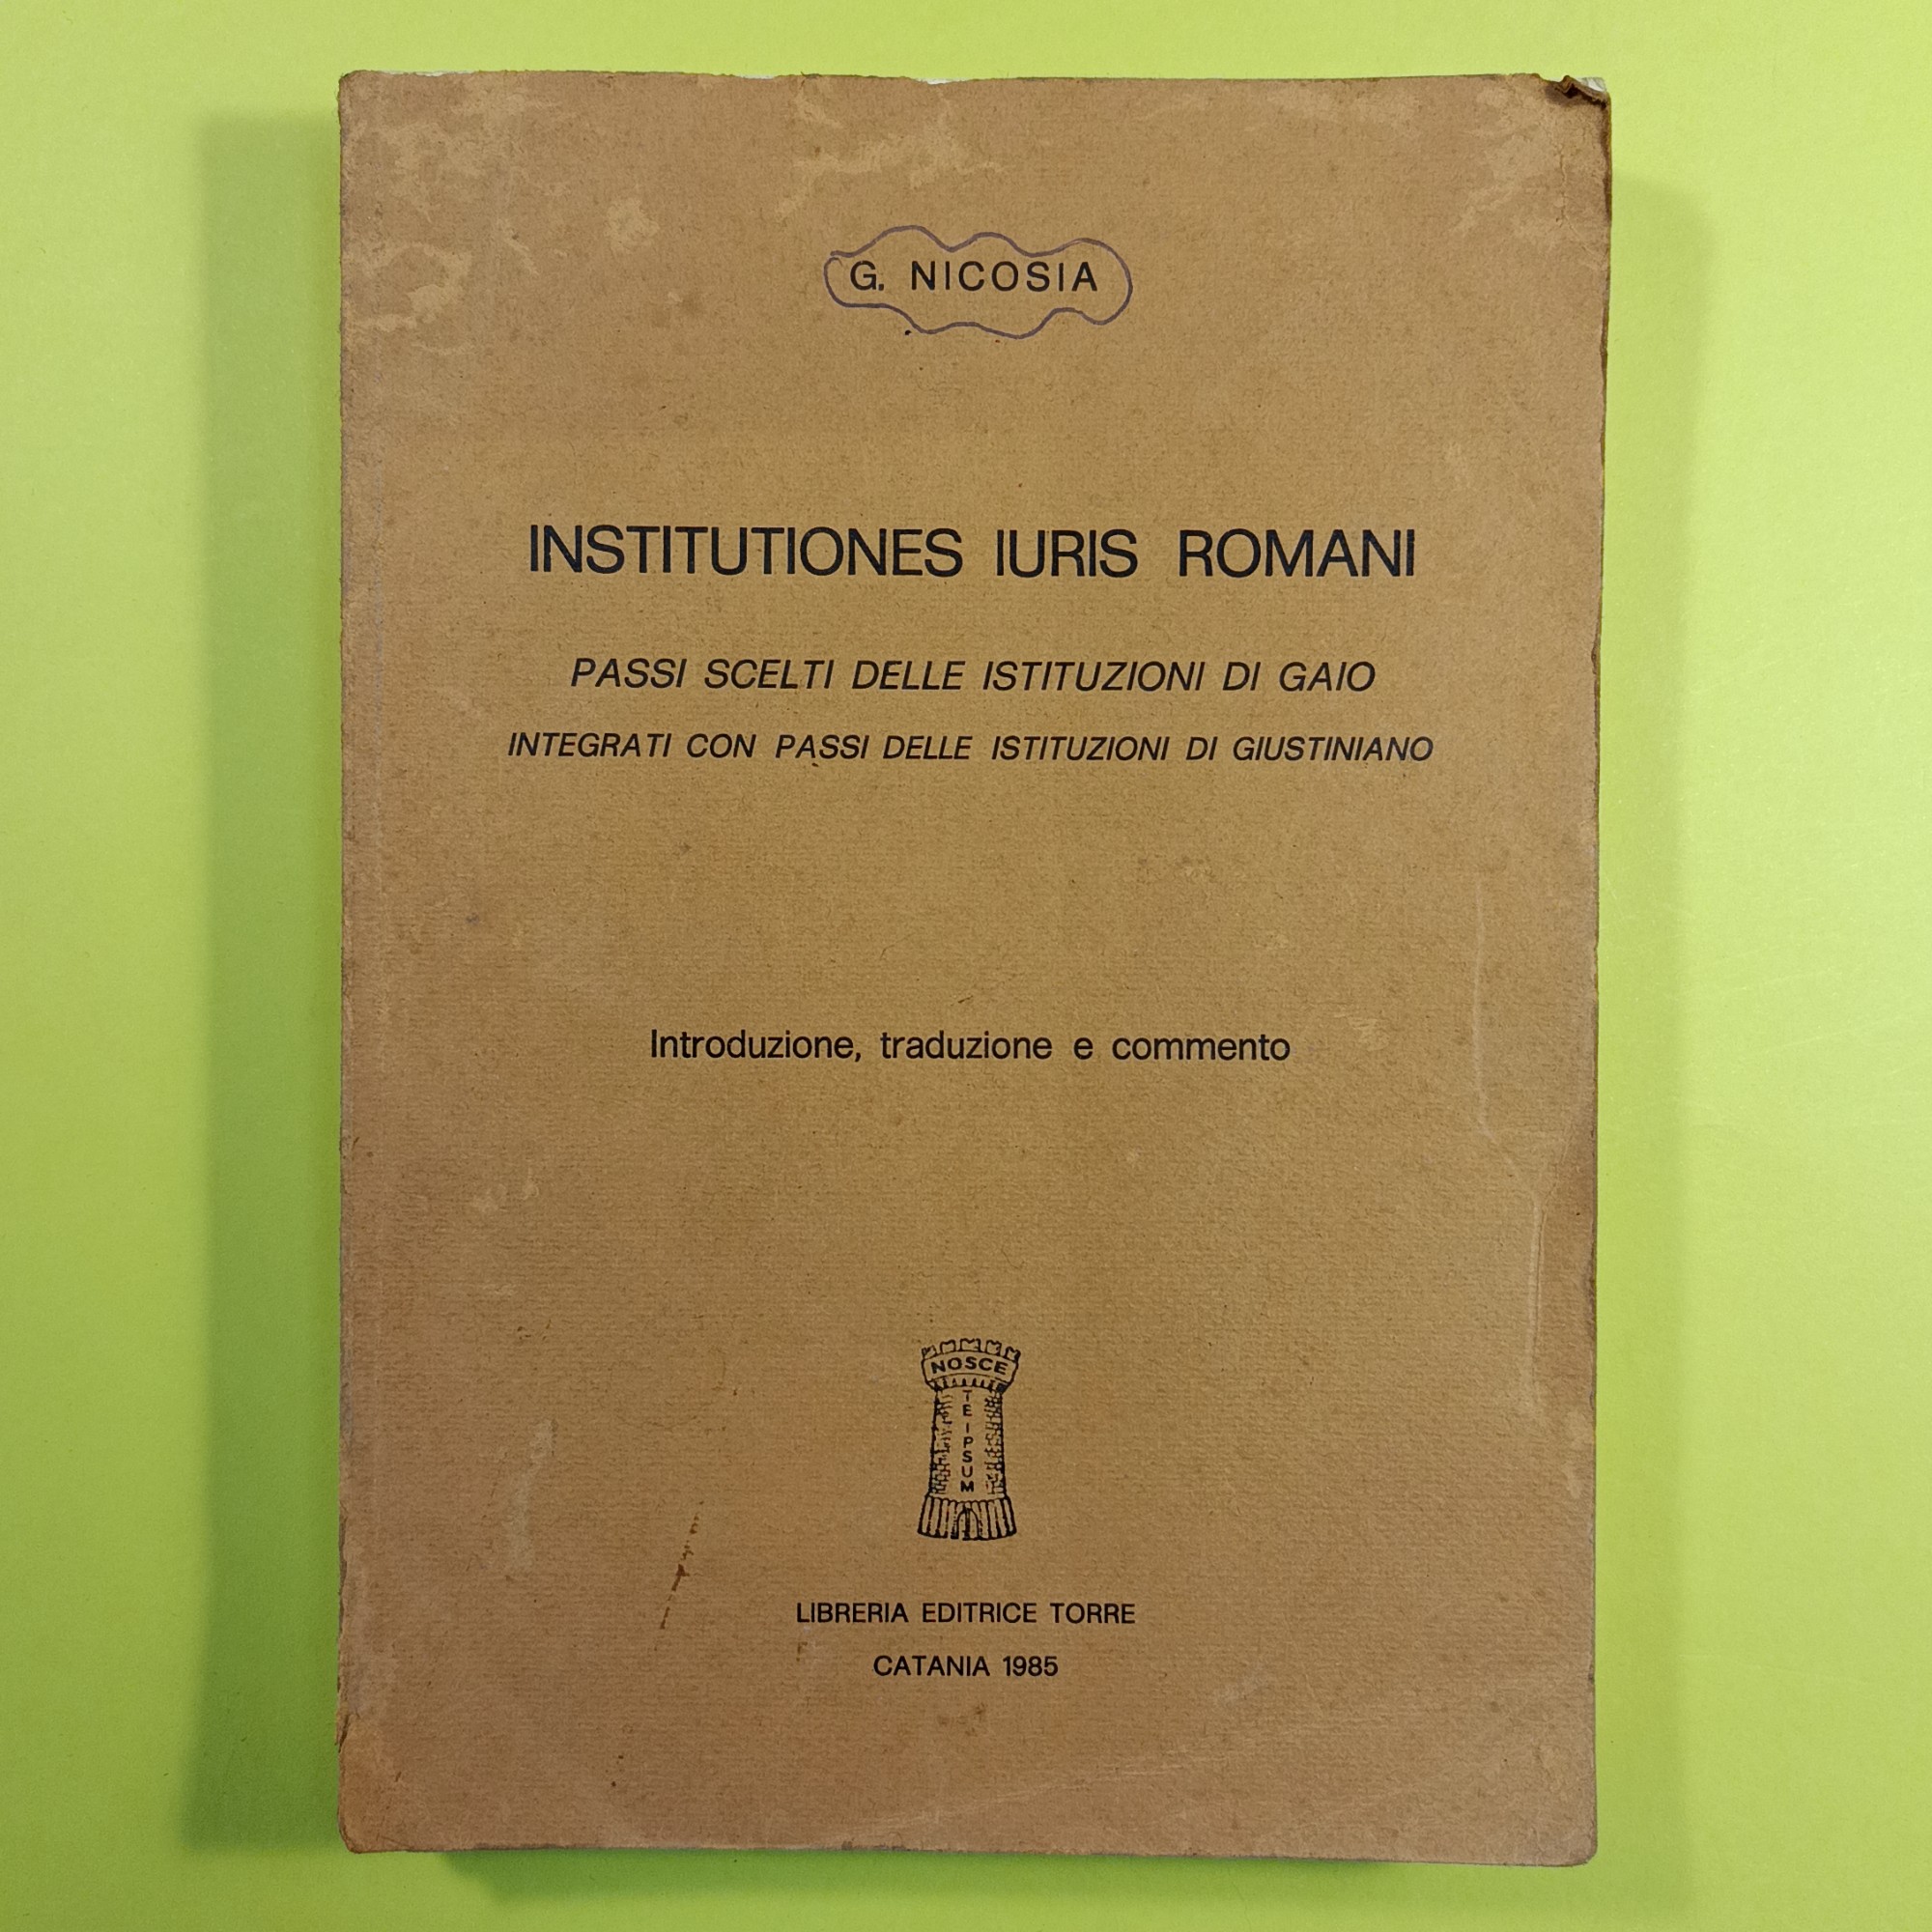 G. NICOSIA
INSTITUTIONES IURIS ROMANI
PASSI SCELTI DELLE ISTITUZIONI DI GAIO
INTEGRATI CON PASSI DELLE ISTITUZIONI DI GIUSTINIANO
Introduzione, traduzione e commento
NOSCE
TE IPSUM
LIBRERIA EDITRICE TORRE
CATANIA 1985